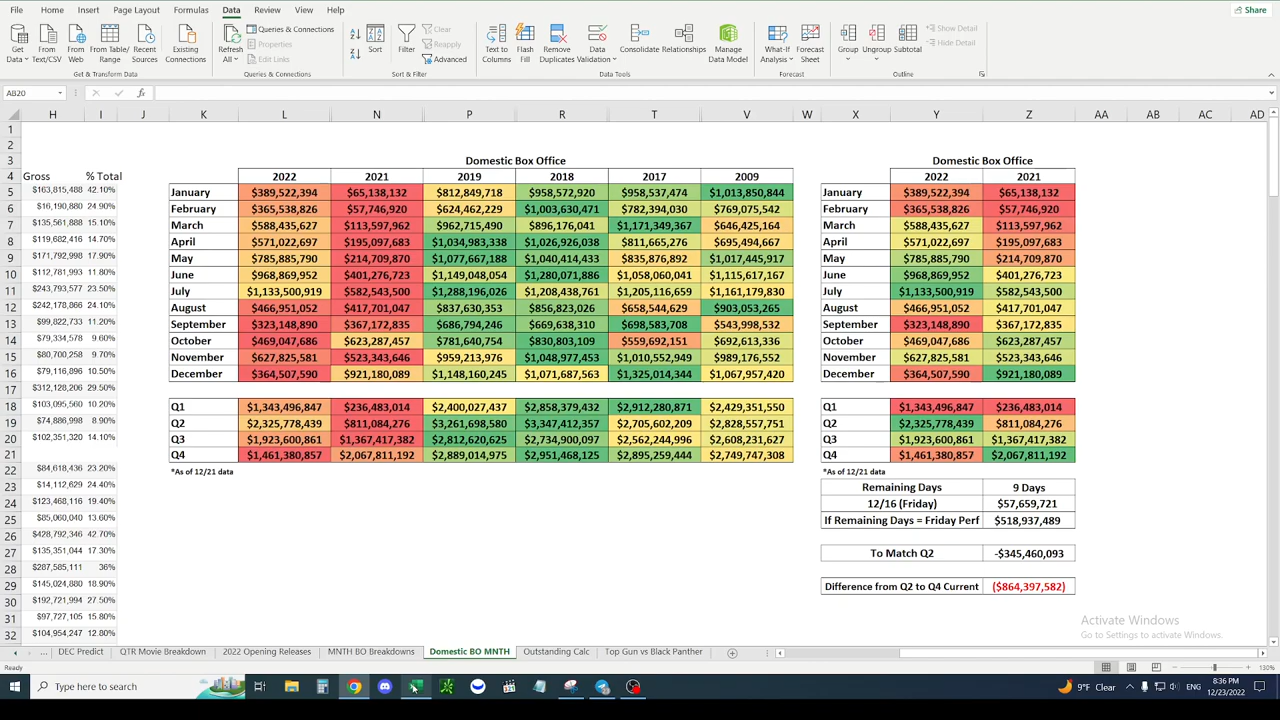 File Home Insert Page Layout Formulas Data Review View Help Share
Get Data From Text/CSV From Web From Table/Range Recent Sources Existing Connections Refresh All Queries & Connections Properties Edit Links Sort Filter Clear Reapply Advanced Text to Columns Flash Fill Remove Duplicates Data Validation Consolidate Relationships Manage Data Model What-If Analysis Forecast Sheet Group Ungroup Subtotal Show Detail Hide Detail
Get & Transform Data Queries & Connections Sort & Filter Data Tools Forecast Outline
AB20 fx
H I J K L N P R T V W X Y Z AA AB AC AD
1
2
3 Domestic Box Office Domestic Box Office
4 Gross % Total 2022 2021 2019 2018 2017 2009 2022 2021
5 $163,815,488 42.10% January $389,522,394 $65,138,132 $812,849,718 $958,572,920 $958,537,474 $1,013,850,844 January $389,522,394 $65,138,132
6 $16,190,880 24.90% February $365,538,826 $57,746,920 $624,462,229 $1,003,630,471 $782,394,030 $769,075,542 February $365,538,826 $57,746,920
7 $135,561,888 15.10% March $588,435,627 $113,597,962 $962,715,490 $896,176,041 $1,171,349,367 $646,425,164 March $588,435,627 $113,597,962
8 $119,682,416 14.70% April $571,022,697 $195,097,683 $1,034,983,338 $1,026,926,038 $811,665,276 $695,494,667 April $571,022,697 $195,097,683
9 $171,792,998 17.90% May $785,885,790 $214,709,870 $1,077,667,188 $1,040,414,433 $835,876,892 $1,017,445,917 May $785,885,790 $214,709,870
10 $112,781,993 11.80% June $968,869,952 $401,276,723 $1,149,048,054 $1,280,071,886 $1,058,060,041 $1,115,617,167 June $968,869,952 $401,276,723
11 $243,793,577 23.50% July $1,133,500,919 $582,543,500 $1,288,196,026 $1,208,438,761 $1,205,116,659 $1,161,179,830 July $1,133,500,919 $582,543,500
12 $242,178,866 24.10% August $466,951,052 $417,701,047 $837,630,353 $856,823,026 $658,544,629 $903,053,265 August $466,951,052 $417,701,047
13 $99,822,733 11.20% September $323,148,890 $367,172,835 $686,794,246 $669,638,310 $698,583,708 $543,998,532 September $323,148,890 $367,172,835
14 $79,334,578 9.60% October $469,047,686 $623,287,457 $781,640,754 $830,803,109 $559,692,151 $692,613,336 October $469,047,686 $623,287,457
15 $80,700,258 9.70% November $627,825,581 $523,343,646 $959,213,976 $1,048,977,453 $1,010,552,949 $989,176,552 November $627,825,581 $523,343,646
16 $79,116,896 10.50% December $364,507,590 $921,180,089 $1,148,160,245 $1,071,687,563 $1,325,014,344 $1,067,957,420 December $364,507,590 $921,180,089
17 $312,128,206 29.50%
18 $103,095,560 10.20% Q1 $1,343,496,847 $236,483,014 $2,400,027,437 $2,858,379,432 $2,912,280,871 $2,429,351,550 Q1 $1,343,496,847 $236,483,014
19 $74,886,998 8.90% Q2 $2,325,778,439 $811,084,276 $3,261,698,580 $3,347,412,357 $2,705,602,209 $2,828,557,751 Q2 $2,325,778,439 $811,084,276
20 $102,351,320 14.10% Q3 $1,923,600,861 $1,367,417,382 $2,812,620,625 $2,734,900,097 $2,562,244,996 $2,608,231,627 Q3 $1,923,600,861 $1,367,417,382
21 Q4 $1,461,380,857 $2,067,811,192 $2,889,014,975 $2,951,468,125 $2,895,259,444 $2,749,747,308 Q4 $1,461,380,857 $2,067,811,192
22 $84,618,436 23.20% *As of 12/21 data *As of 12/21 data
23 $14,112,629 24.40% Remaining Days 9 Days
24 $123,468,116 19.40% 12/16 (Friday) $57,659,721
25 $85,060,040 13.60% If Remaining Days = Friday Perf $518,937,489
26 $428,792,346 42.70%
27 $135,351,044 17.30% To Match Q2 -$345,460,093
28 $287,585,111 36%
29 $145,024,880 18.90% Difference from Q2 to Q4 Current ($864,397,582)
30 $192,721,994 27.50%
31 $97,727,105 15.80%
32 $104,954,247 12.80%
Activate Windows
Go to Settings to activate Windows.
... DEC Predict QTR Movie Breakdown 2022 Opening Releases MNTH BO Breakdowns Domestic BO MNTH Outstanding Calc Top Gun vs Black Panther
Ready 130%
Type here to search 9°F Clear ENG 8:36 PM
12/23/2022